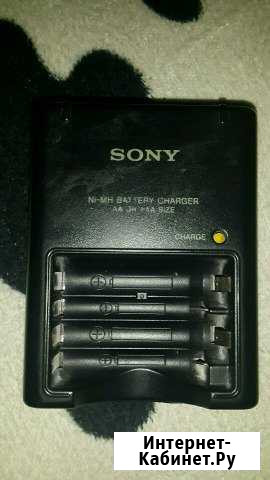 SONY
Ni-MH BATTERY CHARGER
AA OR AAA SIZE
CHARGE
Интернет-
Кабинет.Ру